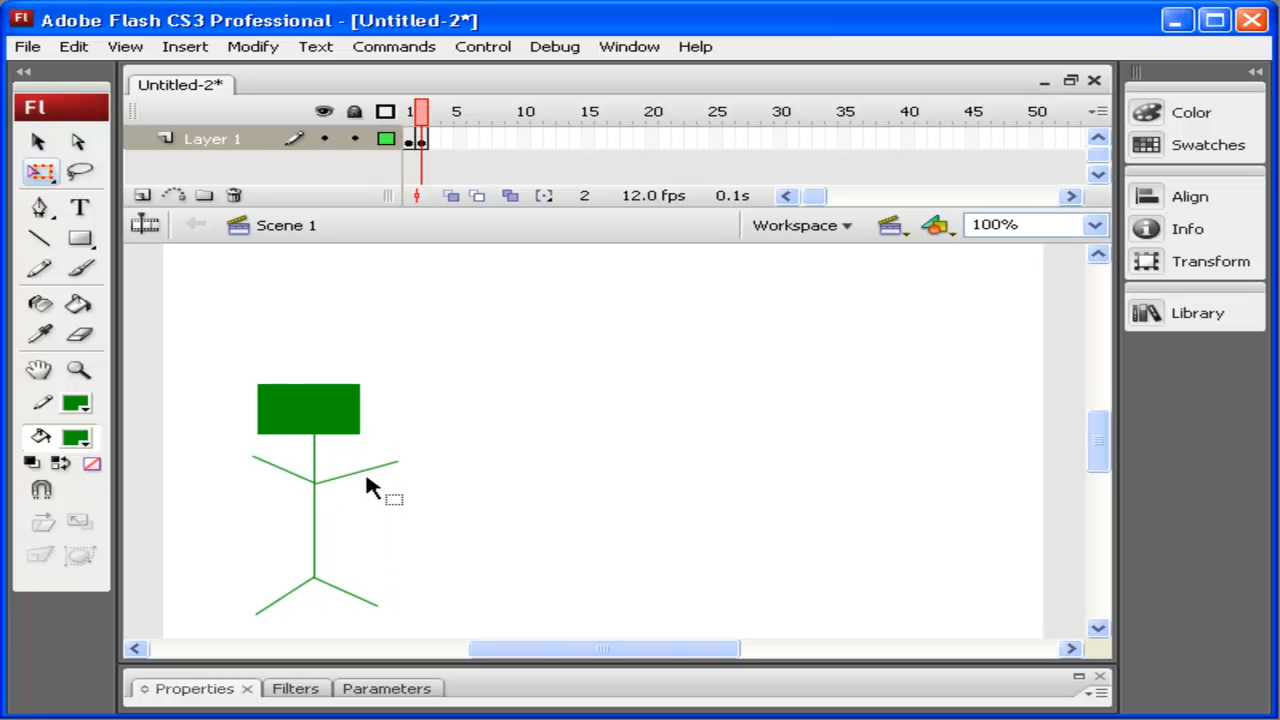 Fl Adobe Flash CS3 Professional - [Untitled-2*]
File Edit View Insert Modify Text Commands Control Debug Window Help
Untitled-2*
Fl
1 5 10 15 20 25 30 35 40 45 50
Layer 1
2 12.0 fps 0.1s
Scene 1 Workspace 100%
Color
Swatches
Align
Info
Transform
Library
Properties Filters Parameters